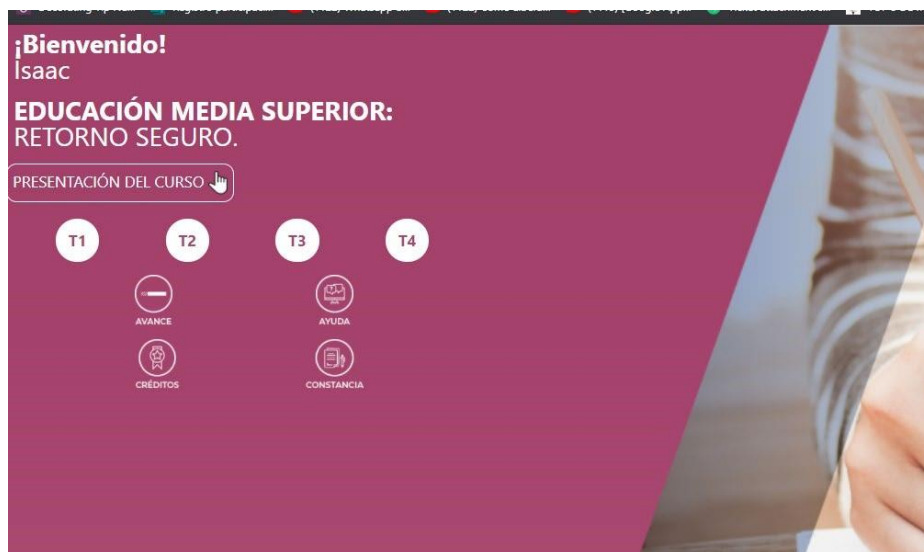 ¡Bienvenido!
Isaac
EDUCACIÓN MEDIA SUPERIOR:
RETORNO SEGURO.
PRESENTACIÓN DEL CURSO
T1 T2 T3 T4
AVANCE AYUDA
CRÉDITOS CONSTANCIA